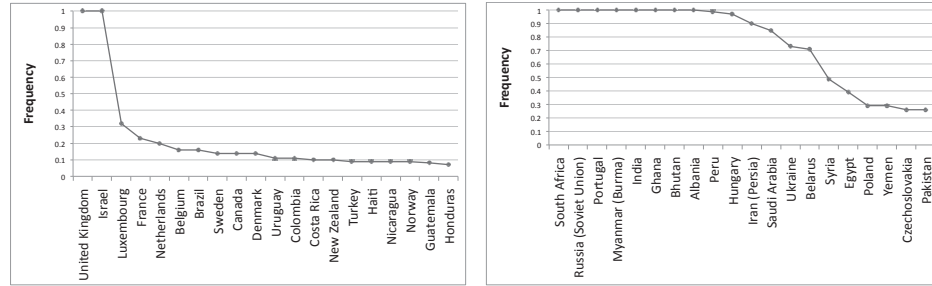 Frequency
1
0.9
0.8
0.7
0.6
0.5
0.4
0.3
0.2
0.1
0
United Kingdom
Israel
Luxembourg
France
Netherlands
Belgium
Brazil
Sweden
Canada
Denmark
Uruguay
Colombia
Costa Rica
New Zealand
Turkey
Haiti
Nicaragua
Norway
Guatemala
Honduras
Frequency
1
0.9
0.8
0.7
0.6
0.5
0.4
0.3
0.2
0.1
0
South Africa
Russia (Soviet Union)
Portugal
Myanmar (Burma)
India
Ghana
Bhutan
Albania
Peru
Hungary
Iran (Persia)
Saudi Arabia
Ukraine
Belarus
Syria
Egypt
Poland
Yemen
Czechoslovakia
Pakistan